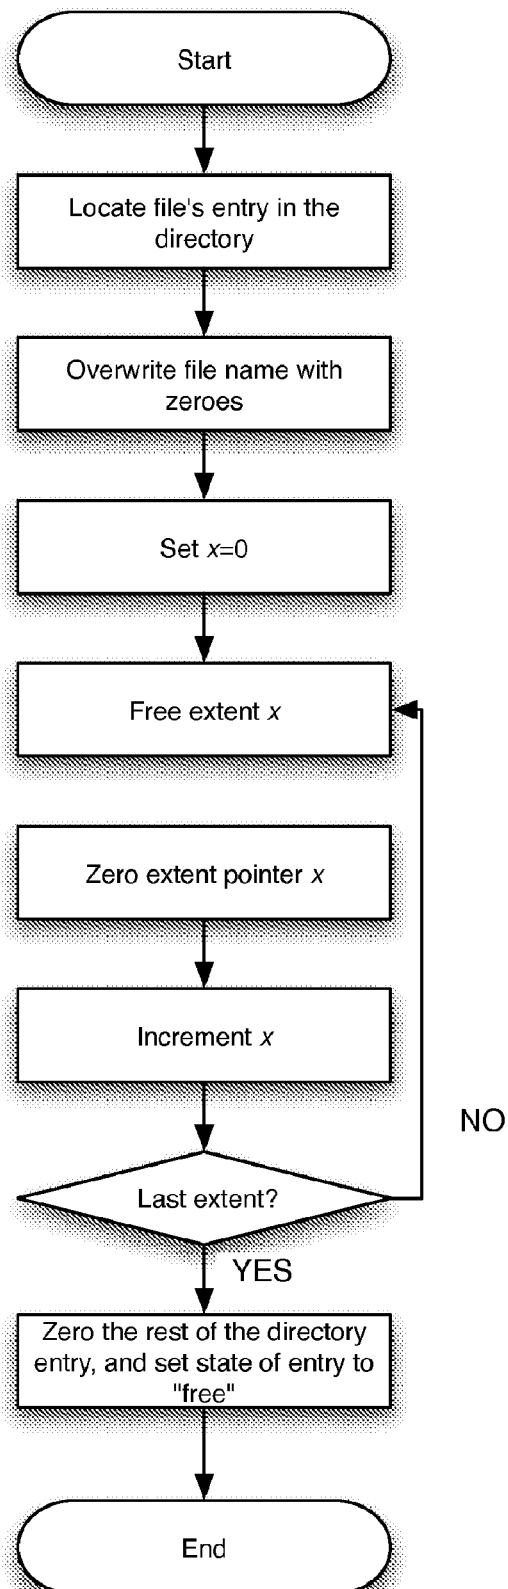 Start
Locate file's entry in the
directory
Overwrite file name with
zeroes
Set x=0
Free extent x
Zero extent pointer x
Increment x
NO
Last extent?
YES
Zero the rest of the directory
entry, and set state of entry to
"free"
End